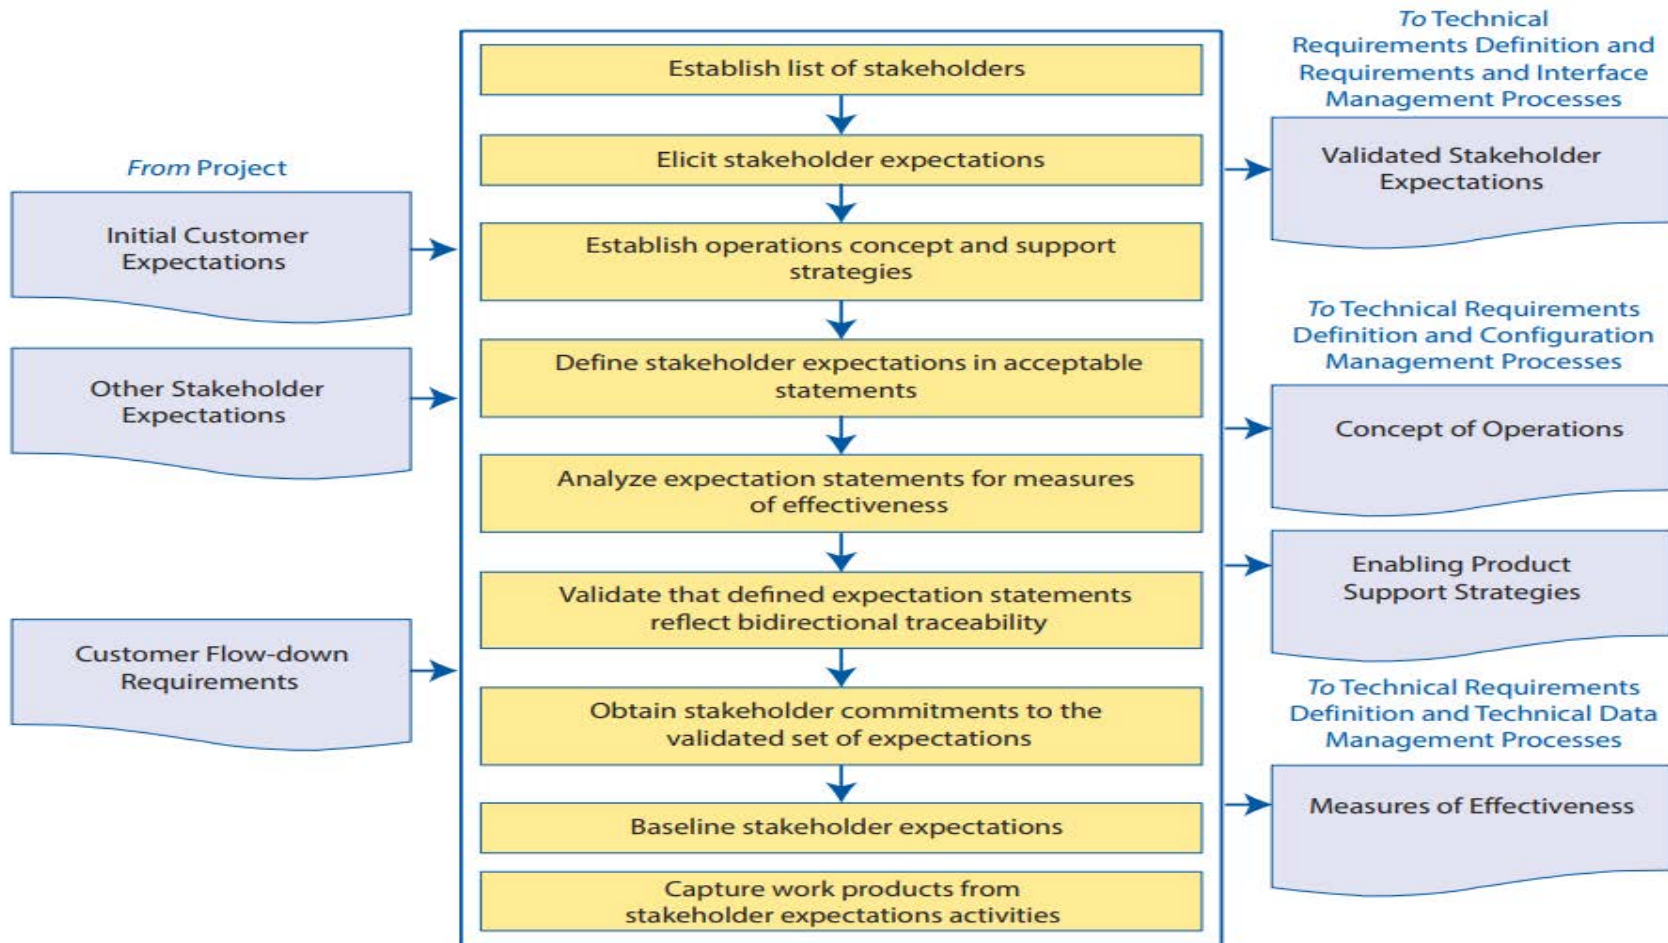 From Project
Initial Customer
Expectations
Other Stakeholder
Expectations
Customer Flow-down
Requirements
Establish list of stakeholders
Elicit stakeholder expectations
Establish operations concept and support
strategies
Define stakeholder expectations in acceptable
statements
Analyze expectation statements for measures
of effectiveness
Validate that defined expectation statements
reflect bidirectional traceability
Obtain stakeholder commitments to the
validated set of expectations
Baseline stakeholder expectations
Capture work products from
stakeholder expectations activities
To Technical
Requirements Definition and
Requirements and Interface
Management Processes
Validated Stakeholder
Expectations
To Technical Requirements
Definition and Configuration
Management Processes
Concept of Operations
Enabling Product
Support Strategies
To Technical Requirements
Definition and Technical Data
Management Processes
Measures of Effectiveness